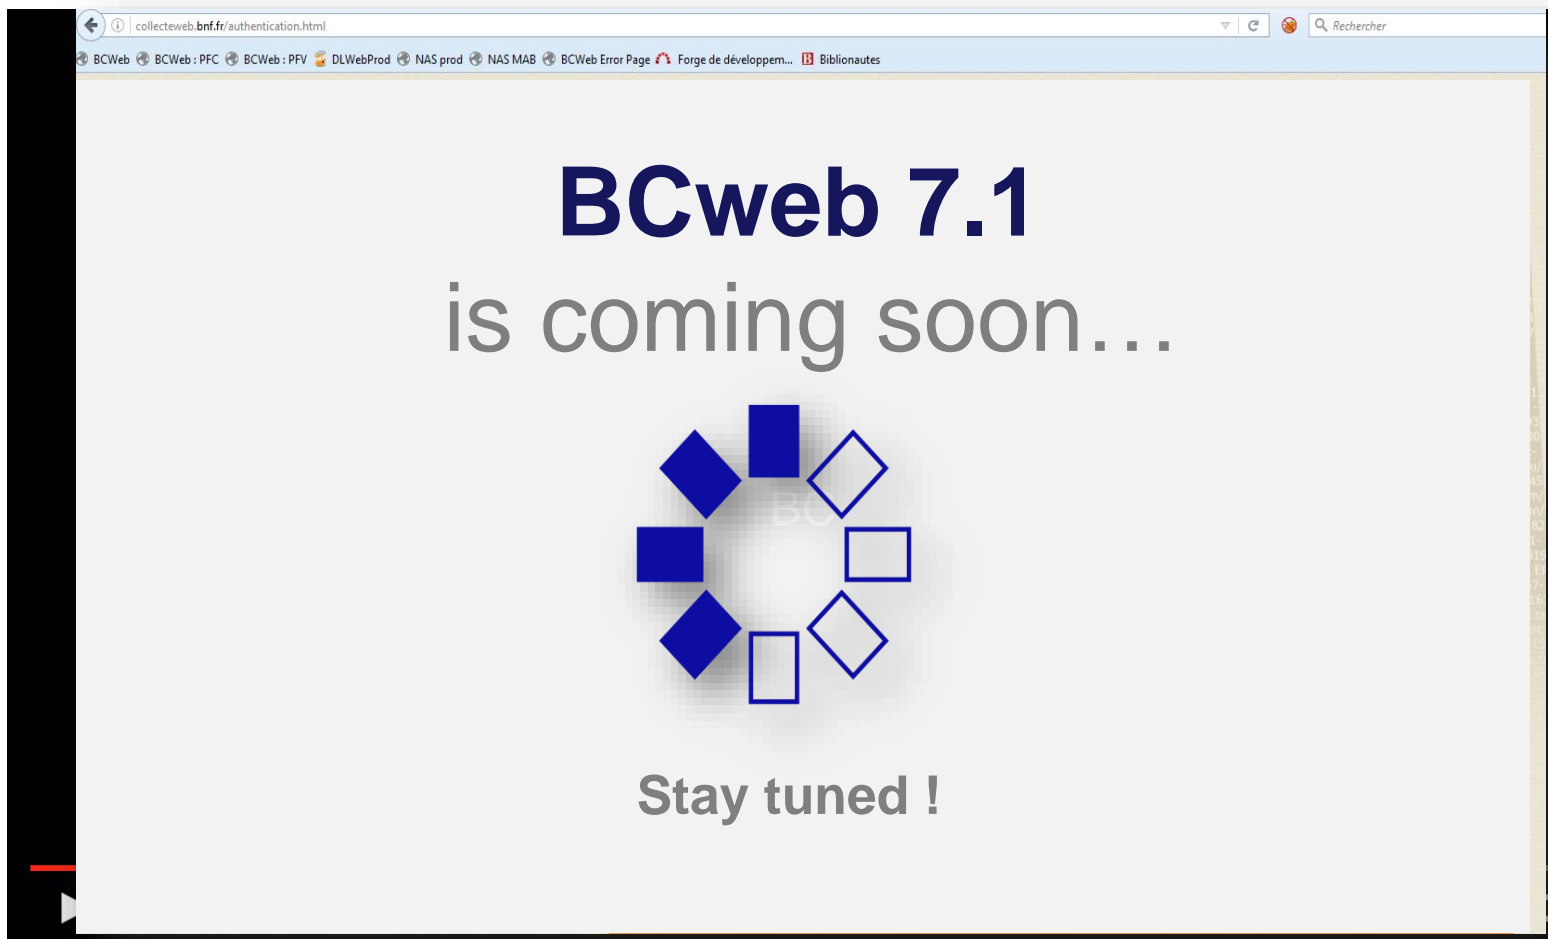 collecteweb.bnf.fr/authentication.html Rechercher
BCWeb BCWeb : PFC BCWeb : PFV DLWebProd NAS prod NAS MAB BCWeb Error Page Forge de développem... Biblionautes
BCweb 7.1
is coming soon...
BC
Stay tuned !